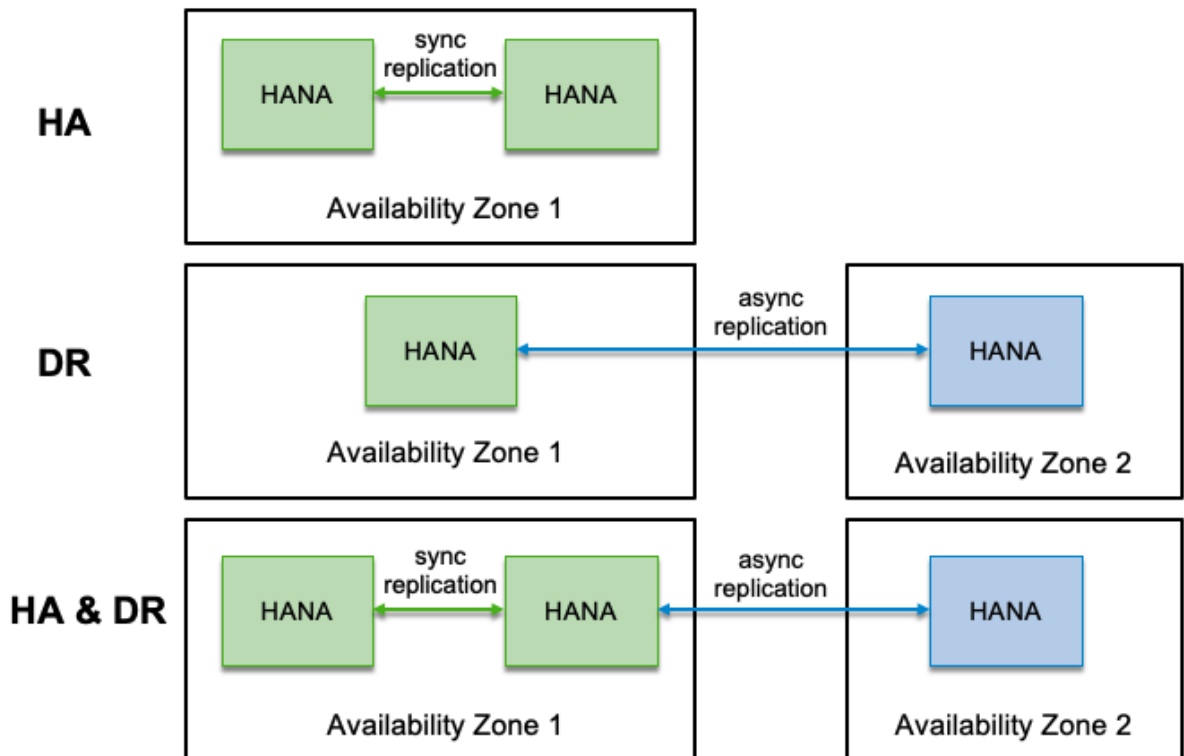 HA
sync
replication
HANA
HANA
Availability Zone 1
DR
async
replication
HANA
HANA
Availability Zone 1
Availability Zone 2
HA & DR
sync
replication
async
replication
HANA
HANA
HANA
Availability Zone 1
Availability Zone 2